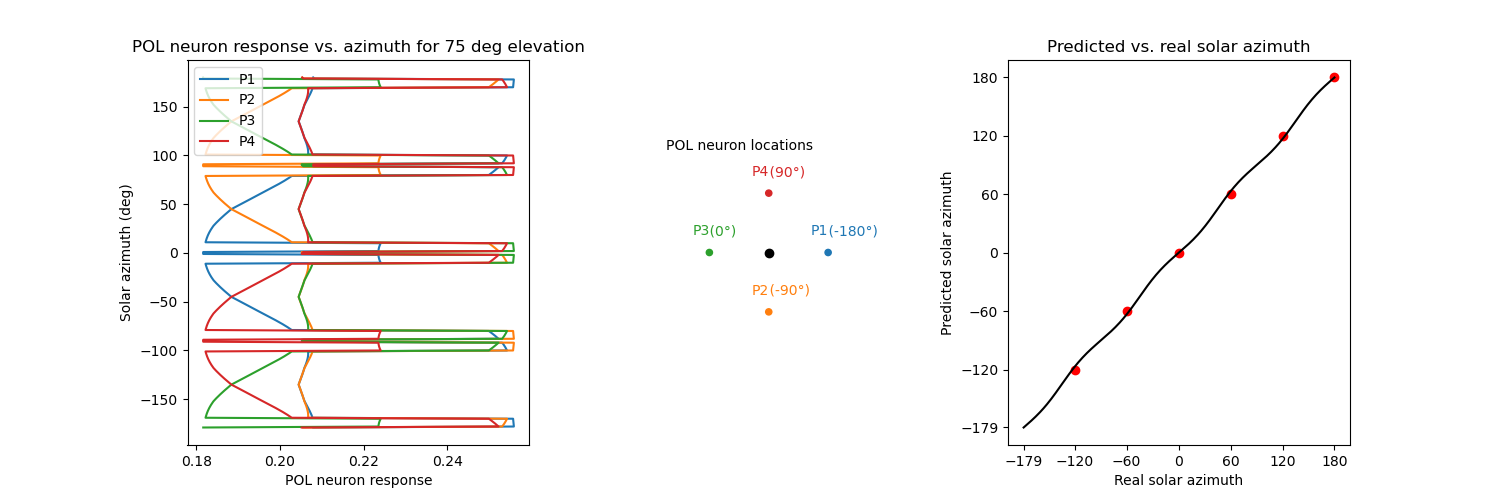 POL neuron response vs. azimuth for 75 deg elevation
P1
P2
P3
P4
150
100
50
0
−50
−100
−150
Solar azimuth (deg)
0.18 0.20 0.22 0.24
POL neuron response
POL neuron locations
P4(90°)
P3(0°)
P1(-180°)
P2(-90°)
Predicted vs. real solar azimuth
180
120
60
0
−60
−120
−179
Predicted solar azimuth
−179 −120 −60 0 60 120 180
Real solar azimuth